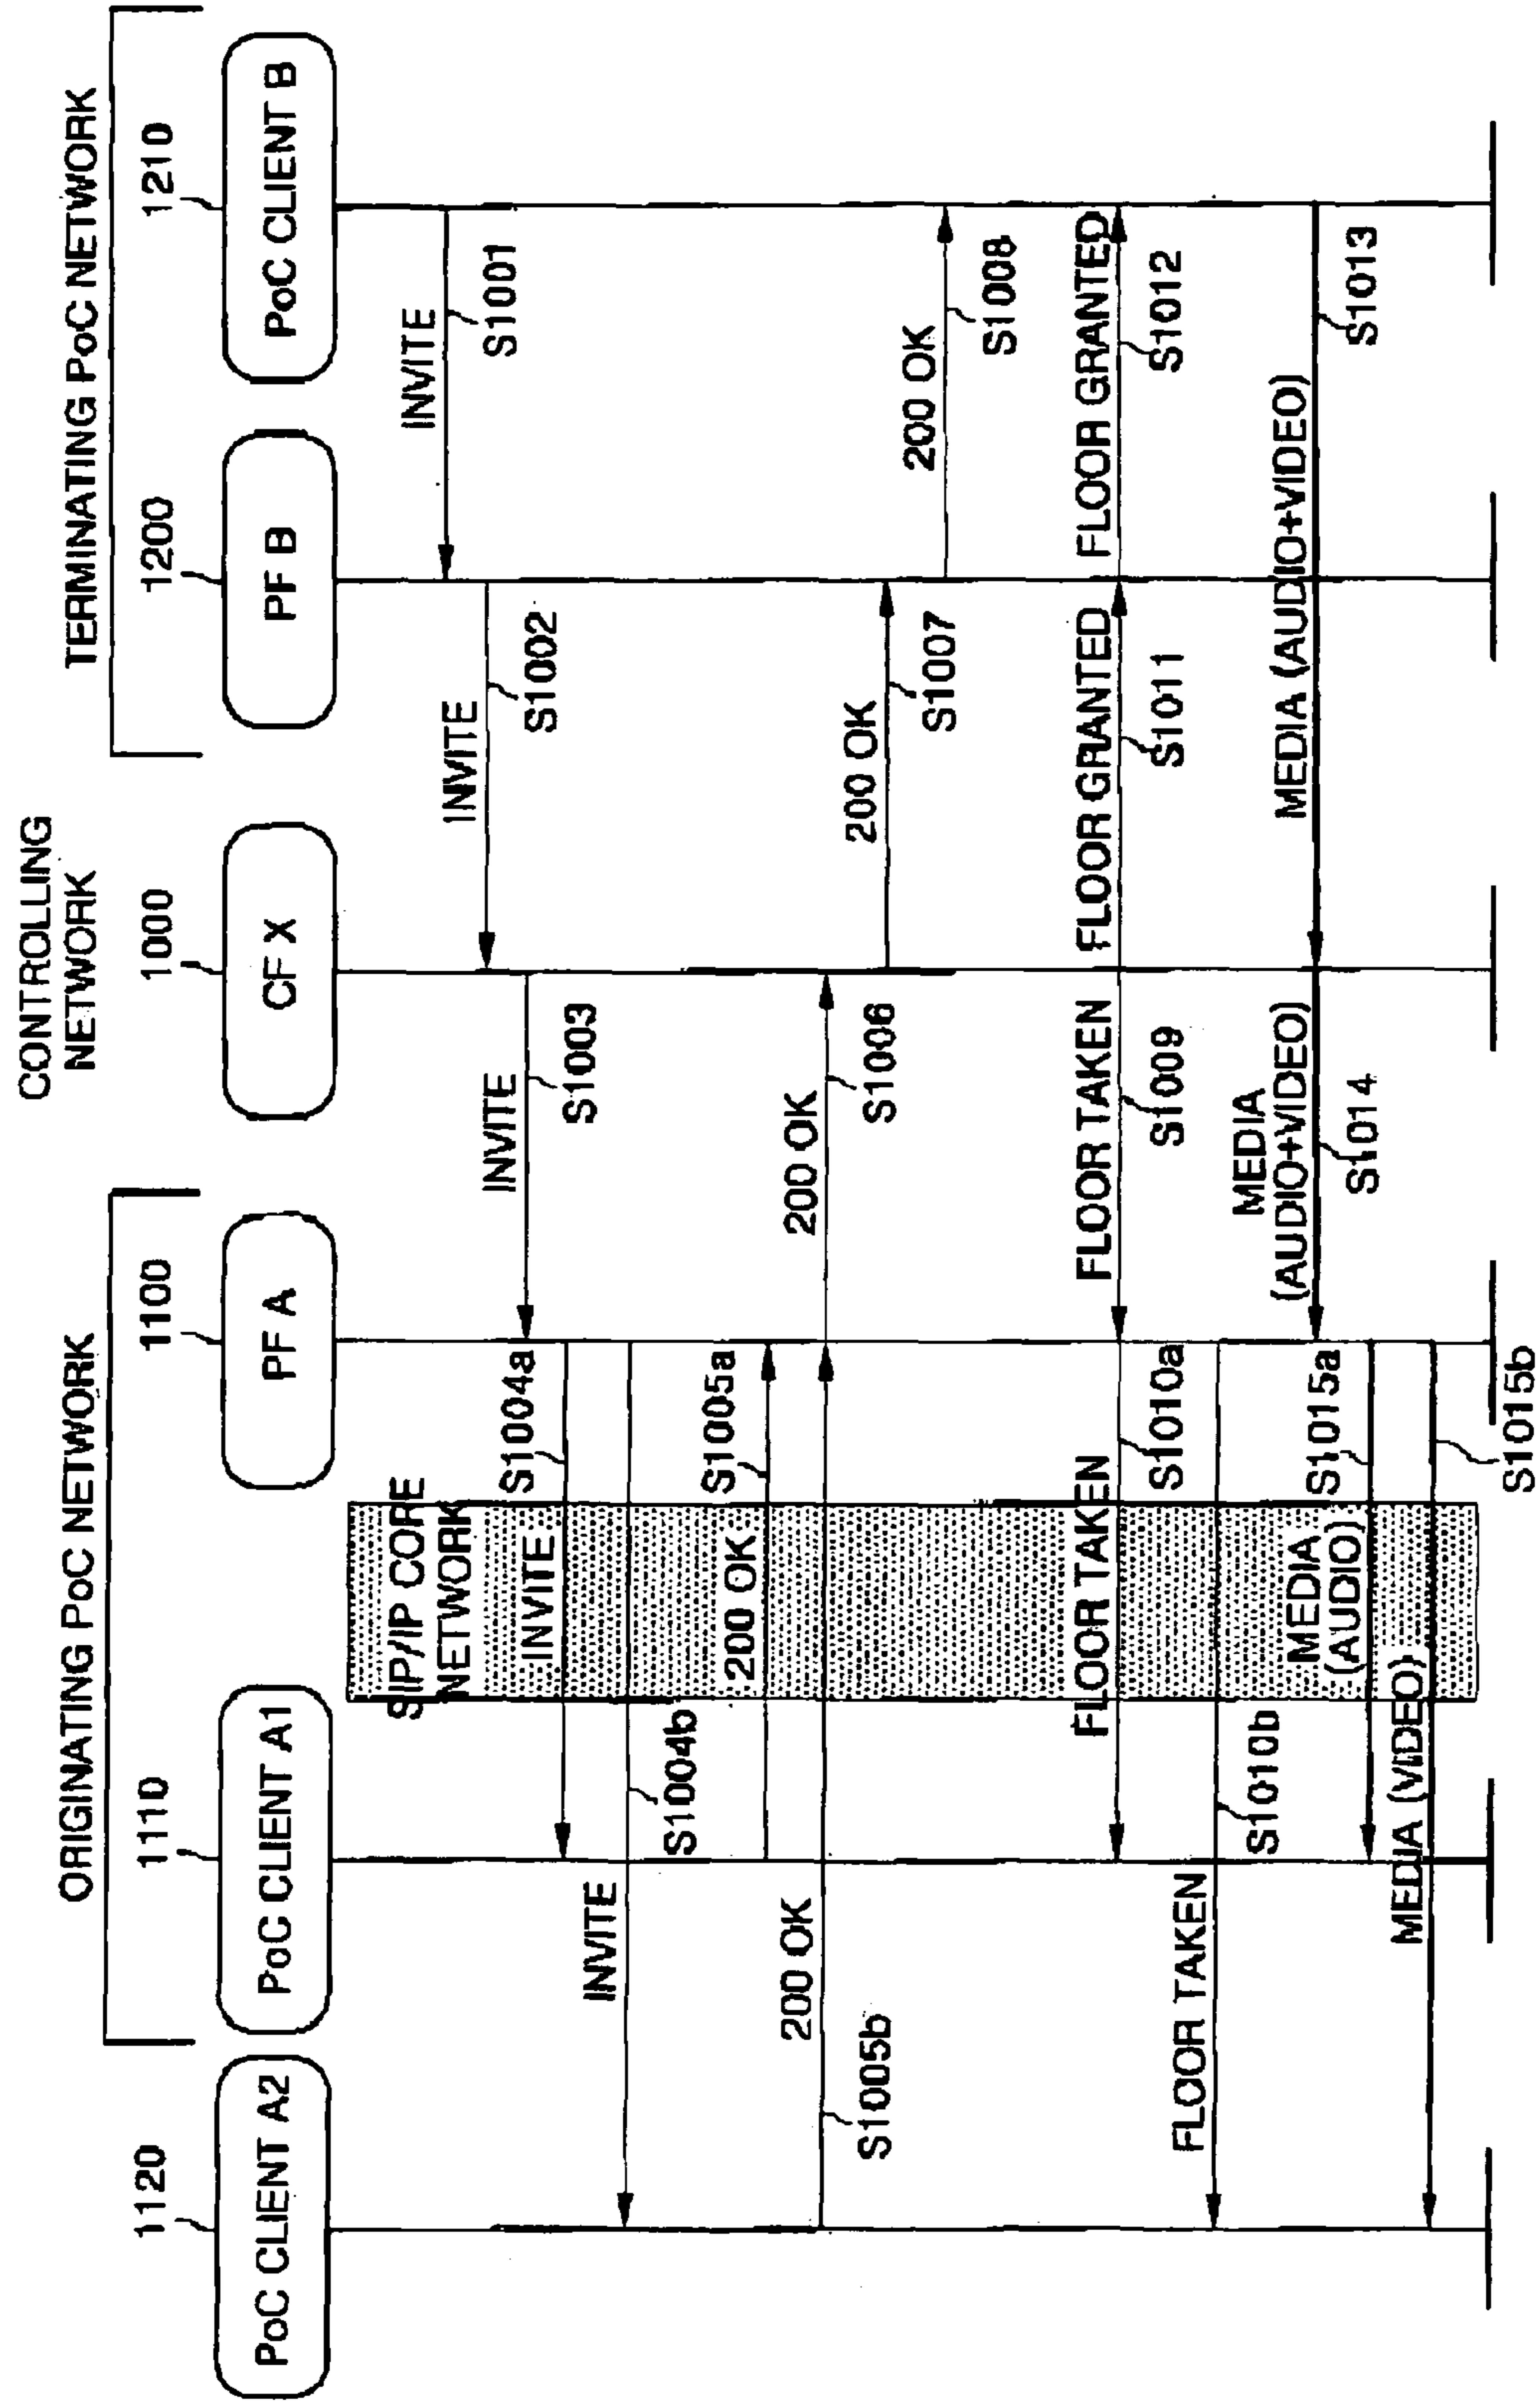 ORIGINATING PoC NETWORK
CONTROLLING
NETWORK
TERMINATING PoC NETWORK
1120
1110
1100
1000
1200
1210
PoC CLIENT A2
PoC CLIENT A1
PF A
CF X
PF B
PoC CLIENT B
SIP/IP CORE
NETWORK
INVITE
S1001
INVITE
S1002
INVITE
S1003
INVITE
S1004a
INVITE
S1004b
200 OK
S1005a
200 OK
S1005b
200 OK
S1006
200 OK
S1007
200 OK
S1008
FLOOR TAKEN
S1009
FLOOR TAKEN
S1010a
FLOOR TAKEN
S1010b
FLOOR GRANTED
S1011
FLOOR GRANTED
S1012
MEDIA (AUDIO+VIDEO)
S1013
MEDIA
(AUDIO+VIDEO)
S1014
MEDIA
(AUDIO)
S1015a
MEDIA (VIDEO)
S1015b